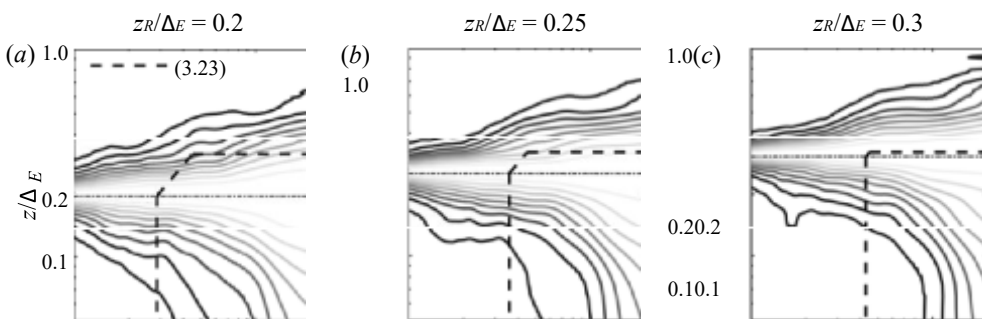 zR/ΔE = 0.2
zR/ΔE = 0.25
zR/ΔE = 0.3
(a)
1.0
(3.23)
z/ΔE
0.2
0.1
(b)
1.0
1.0(c)
0.20.2
0.10.1